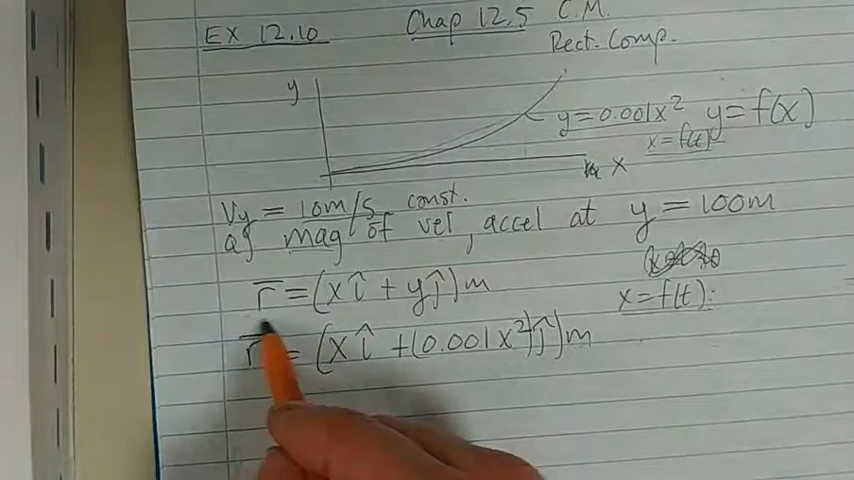 EX 12.10 Chap 12.5 C.M.
Rect. Comp.
y
y = 0.001x² y = f(x)
x = f(t)
x
Vy = 10m/s const.
a) mag of vel, accel at y = 100m
r̄ = (xî + yĵ)m x = f(t):
r̄ = (xî + (0.001x²)ĵ)m